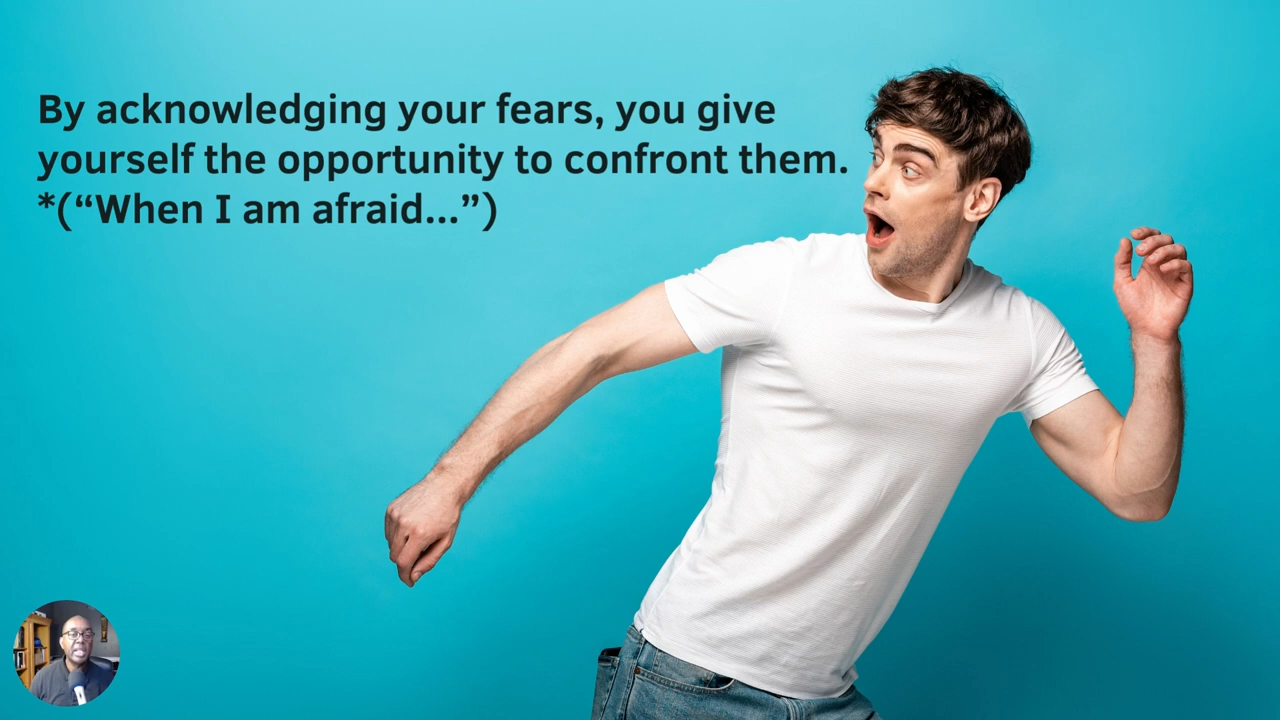 By acknowledging your fears, you give
yourself the opportunity to confront them.
*(“When I am afraid...”)